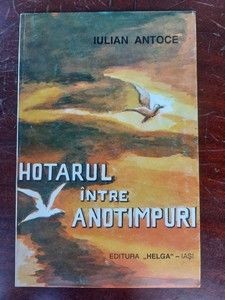 IULIAN ANTOCE
HOTARUL
ÎNTRE
ANOTIMPURI
EDITURA „HELGA" – IAȘI